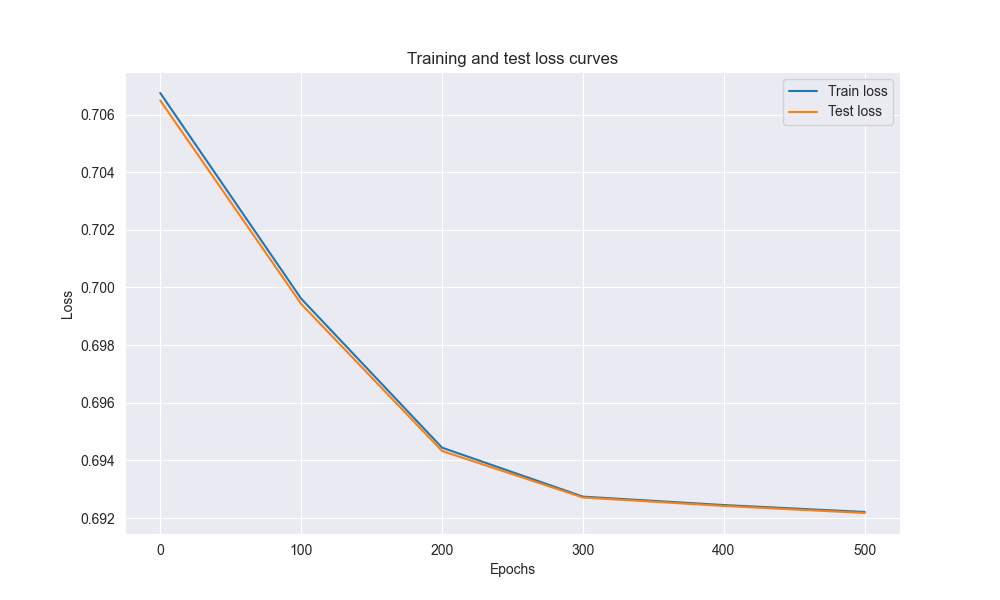 Training and test loss curves
Train loss
Test loss
0.706
0.704
0.702
0.700
0.698
0.696
0.694
0.692
Loss
0 100 200 300 400 500
Epochs